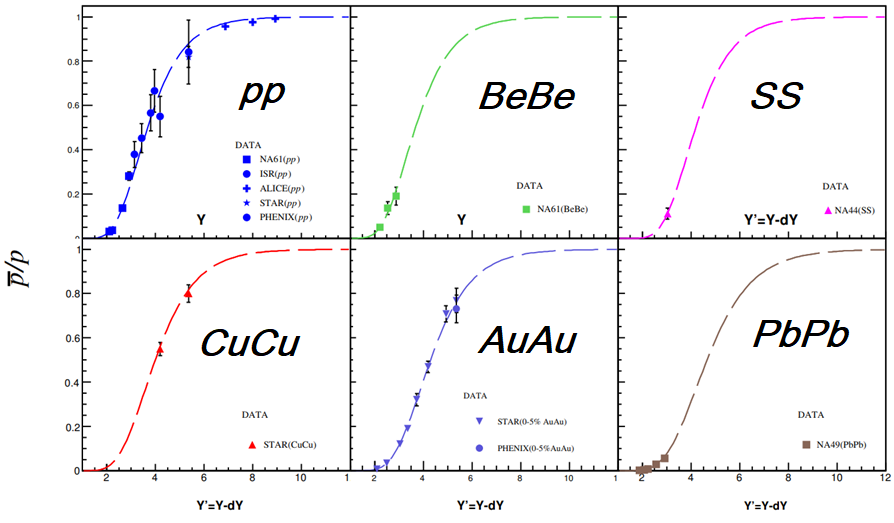 1
0.8
0.6
0.4
0.2
0
pp
DATA
NA61(pp)
ISR(pp)
ALICE(pp)
STAR(pp)
PHENIX(pp)
Y
BeBe
DATA
NA61(BeBe)
Y
SS
DATA
NA44(SS)
Y'=Y-dY
p̅/p
1
0.8
0.6
0.4
0.2
0
CuCu
DATA
STAR(CuCu)
2 4 6 8 10 1
Y'=Y-dY
AuAu
DATA
STAR(0-5% AuAu)
PHENIX(0-5%AuAu)
2 4 6 8 10 1
Y'=Y-dY
PbPb
DATA
NA49(PbPb)
1 2 4 6 8 10 12
Y'=Y-dY